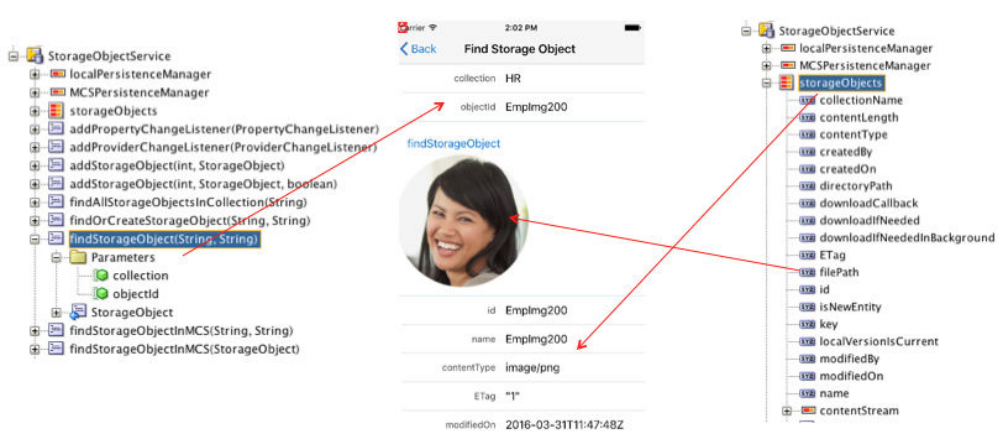 StorageObjectService
localPersistenceManager
MCSPersistenceManager
storageObjects
addPropertyChangeListener(PropertyChangeListener)
addProviderChangeListener(ProviderChangeListener)
addStorageObject(int, StorageObject)
addStorageObject(int, StorageObject, boolean)
findAllStorageObjectsInCollection(String)
findOrCreateStorageObject(String, String)
findStorageObject(String, String)
Parameters
collection
objectId
StorageObject
findStorageObjectInMCS(String, String)
findStorageObjectInMCS(StorageObject)
2:02 PM
Back Find Storage Object
collection HR
objectid EmpImg200
findStorageObject
id EmpImg200
name EmpImg200
contentType image/png
ETag "1"
modifiedOn 2016-03-31T11:47:48Z
StorageObjectService
localPersistenceManager
MCSPersistenceManager
storageObjects
collectionName
contentLength
contentType
createdBy
createdOn
directoryPath
downloadCallback
downloadIfNeeded
downloadIfNeededInBackground
ETag
filePath
id
isNewEntity
key
localVersionIsCurrent
modifiedBy
modifiedOn
name
contentStream